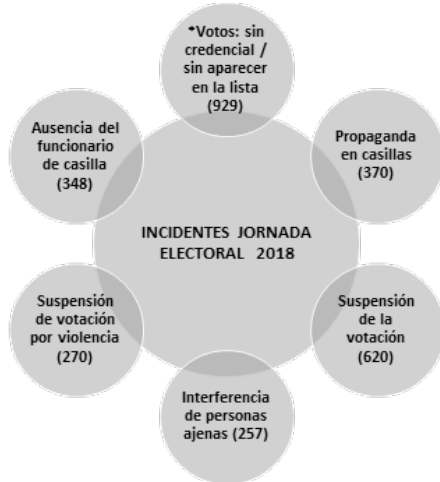 *Votos: sin
credencial /
sin aparecer
en la lista
(929)
Ausencia del
funcionario
de casilla
(348)
Propaganda
en casillas
(370)
INCIDENTES JORNADA
ELECTORAL 2018
Suspensión
de votación
por violencia
(270)
Suspensión
de la
votación
(620)
Interferencia
de personas
ajenas (257)